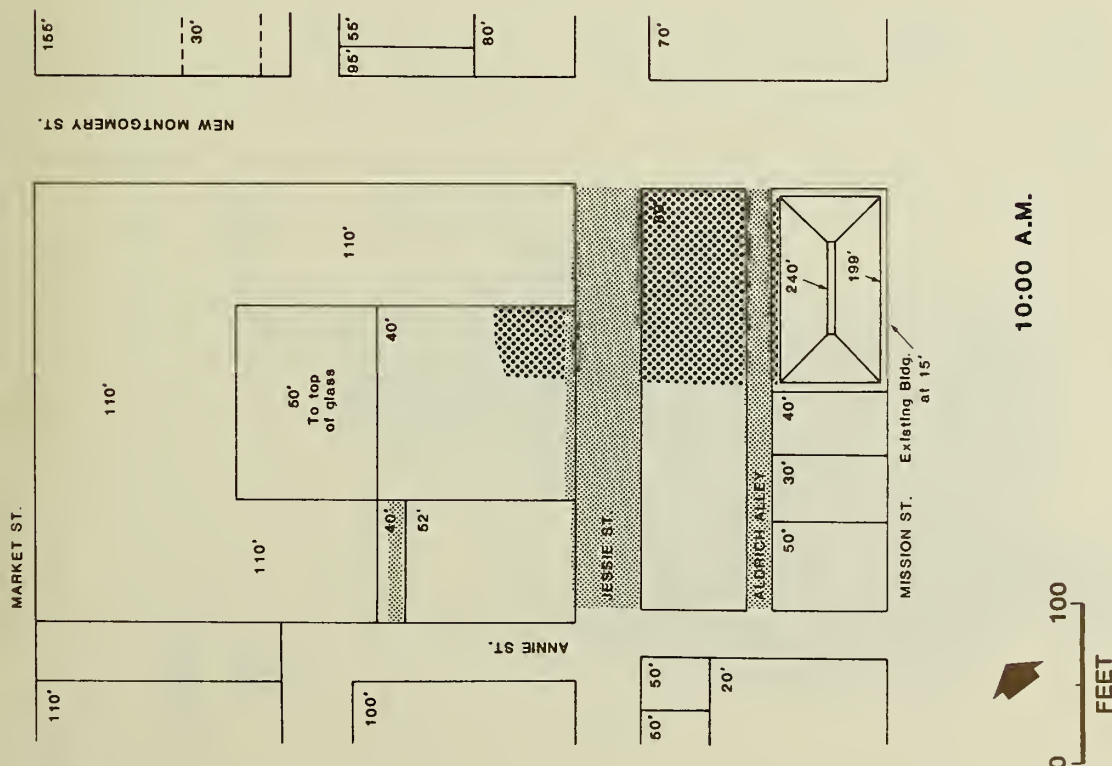 155'
30'
95'
55'
80'
70'
NEW MONTGOMERY ST.
MARKET ST.
110'
110'
110'
50'
To top
of glass
40'
40'
52'
JESSIE ST.
ALDRICH ALLEY
240'
199'
Existing Bldg.
at 15'
40'
30'
50'
MISSION ST.
ANNIE ST.
110'
100'
50'
50'
20'
10:00 A.M.
0
100
FEET